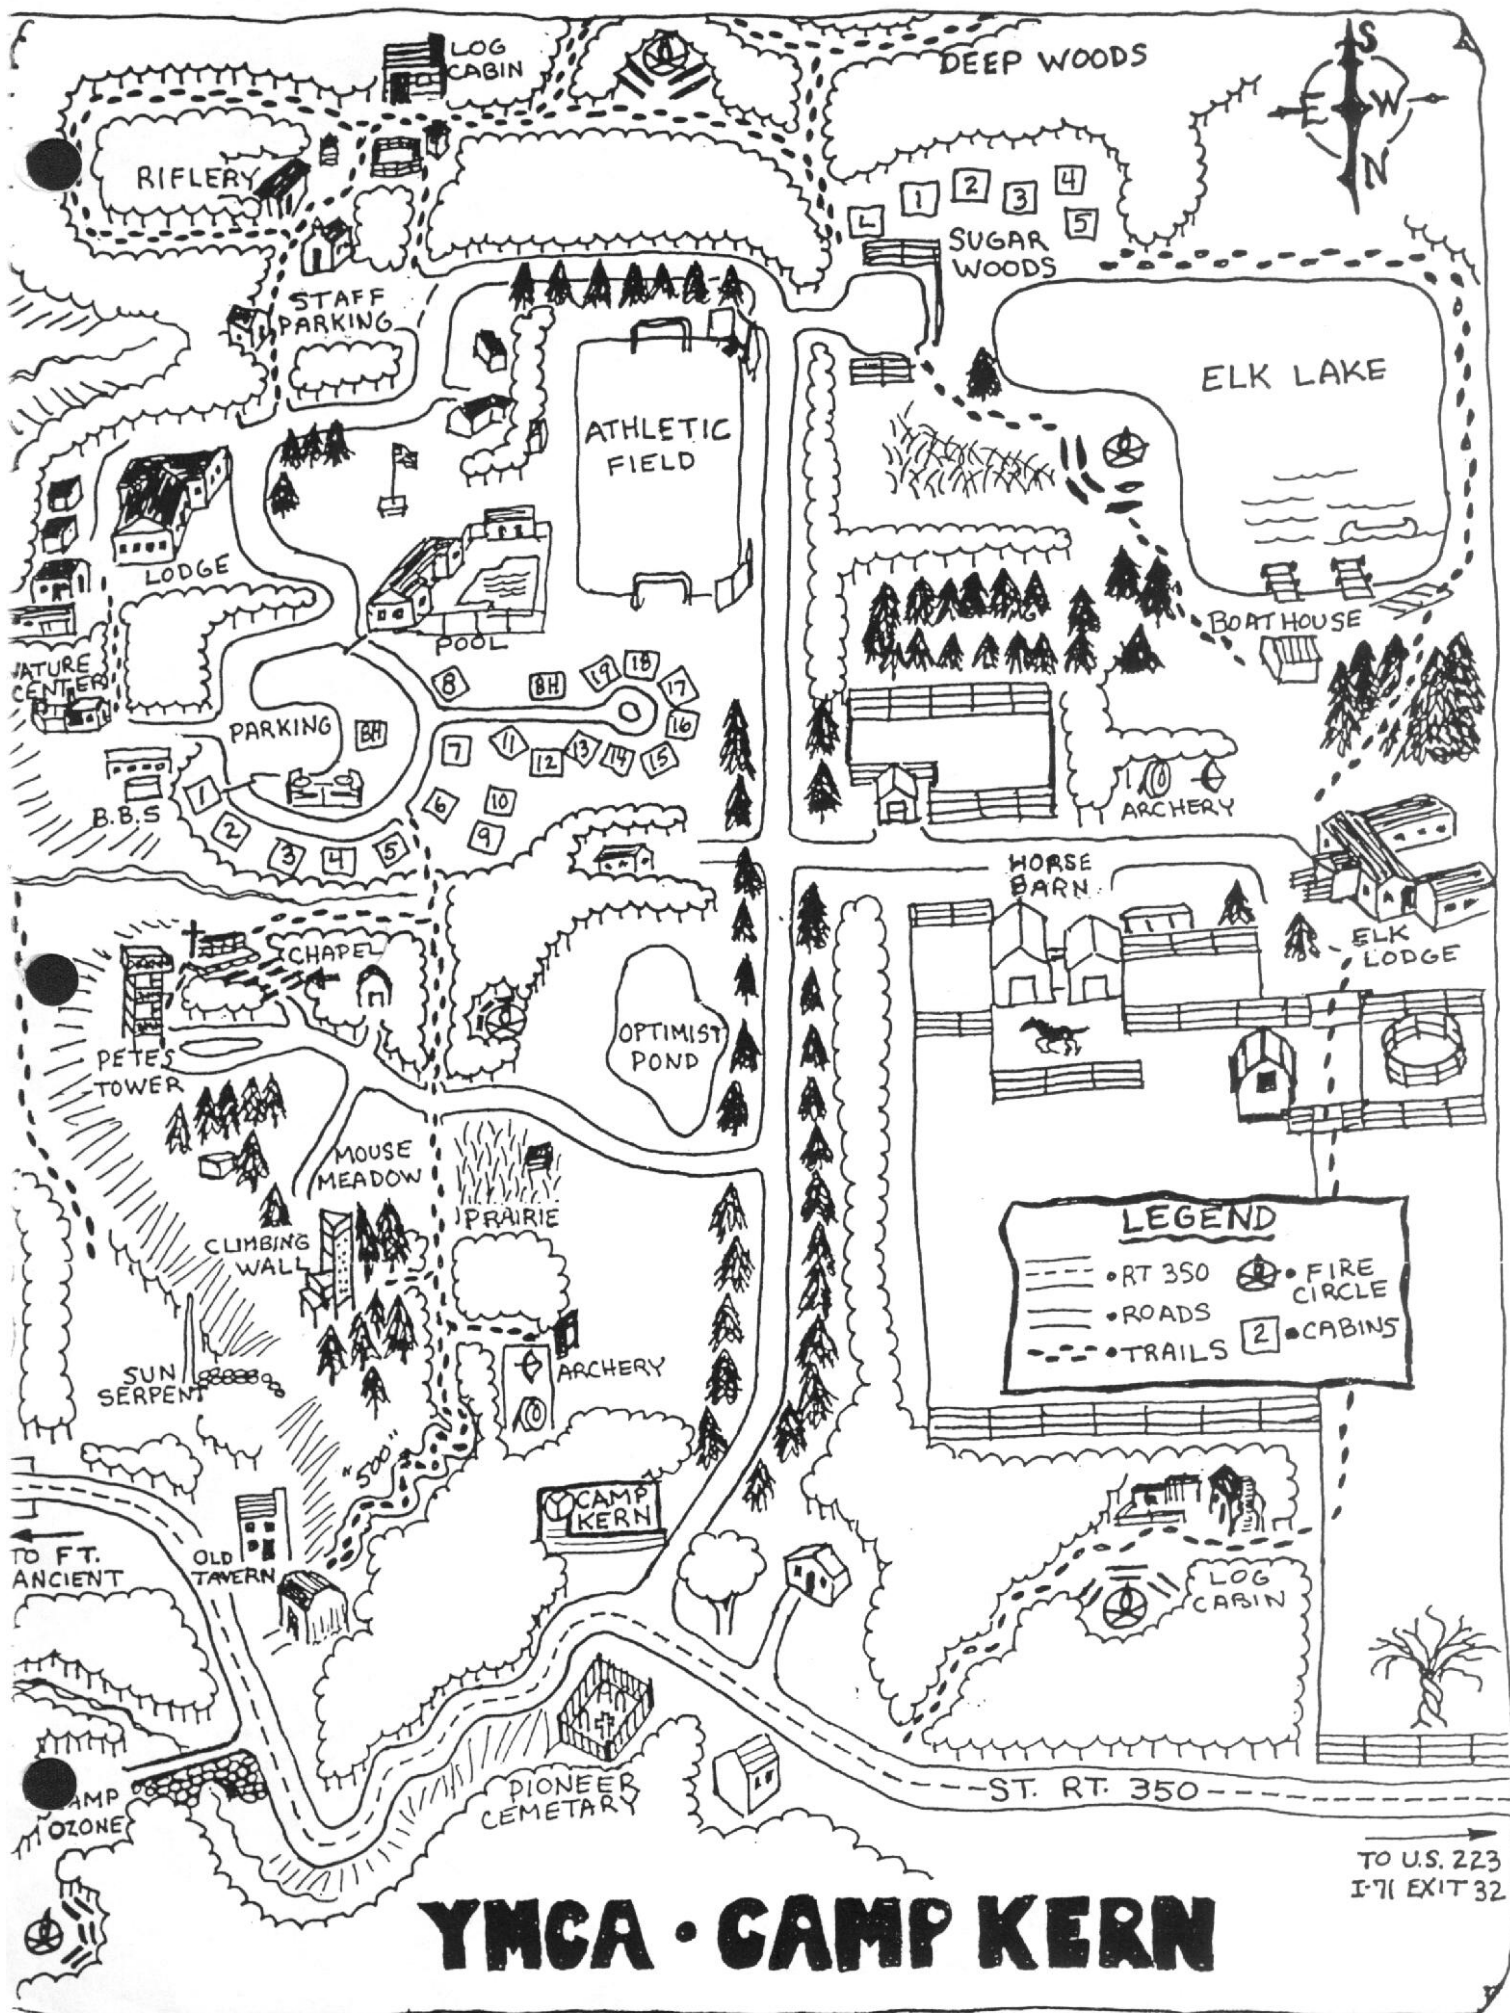 LOG
CABIN
DEEP WOODS
S
E
W
N
RIFLERY
L
1
2
3
4
5
SUGAR
WOODS
STAFF
PARKING
ELK LAKE
ATHLETIC
FIELD
LODGE
POOL
BOATHOUSE
NATURE
CENTER
PARKING
BH
8
BH
19
18
17
16
15
14
13
12
11
7
6
10
9
B.B.S
1
2
3
4
5
ARCHERY
HORSE
BARN
ELK
LODGE
CHAPEL
PETES
TOWER
OPTIMIST
POND
MOUSE
MEADOW
PRAIRIE
CLIMBING
WALL
LEGEND
RT 350
ROADS
TRAILS
FIRE
CIRCLE
2
CABINS
SUN
SERPENT
ARCHERY
"500"
CAMP
KERN
TO FT.
ANCIENT
OLD
TAVERN
LOG
CABIN
PIONEER
CEMETARY
ST. RT. 350
OZONE
TO U.S. 223
I-71 EXIT 32
YMCA • CAMP KERN